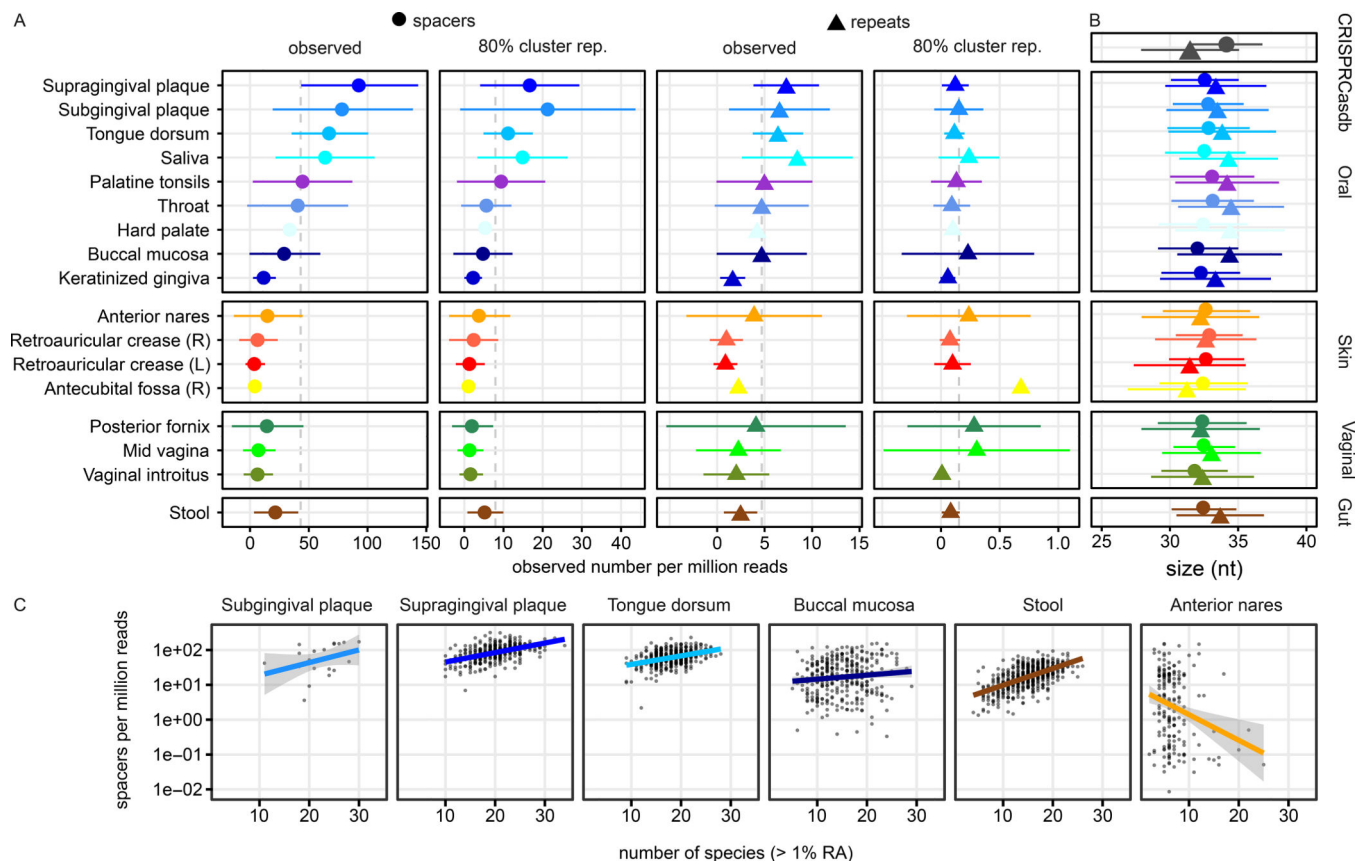 A
spacers
repeats
B
observed
80% cluster rep.
observed
80% cluster rep.
CRISPRCasdb
Supragingival plaque
Subgingival plaque
Tongue dorsum
Saliva
Palatine tonsils
Throat
Hard palate
Buccal mucosa
Keratinized gingiva
Oral
Anterior nares
Retroauricular crease (R)
Retroauricular crease (L)
Antecubital fossa (R)
Skin
Posterior fornix
Mid vagina
Vaginal introitus
Vaginal
Stool
Gut
0 50 100 150
0 10 20 30 40
0 5 10 15
0 0.5 1.0
25 30 35 40
observed number per million reads
size (nt)
C
Subgingival plaque
Supragingival plaque
Tongue dorsum
Buccal mucosa
Stool
Anterior nares
spacers per million reads
1e+02
1e+01
1e+00
1e−01
1e−02
10 20 30
10 20 30
10 20 30
10 20 30
10 20 30
10 20 30
number of species (> 1% RA)